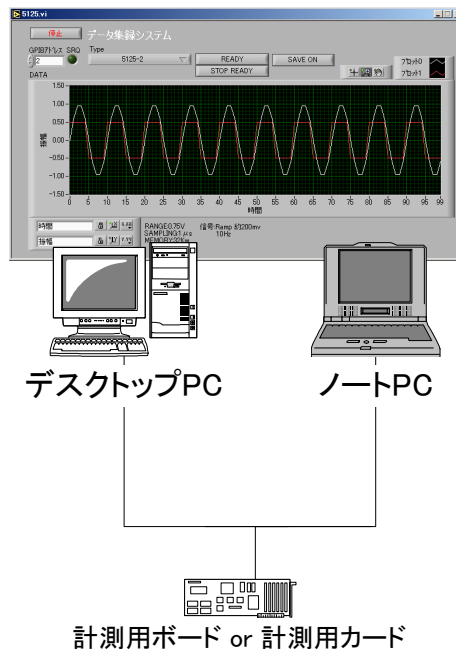 5125.vi
停止
データ集録システム
GPIBｱﾄﾞﾚｽ SRQ Type
2
5125-2
READY
SAVE ON
STOP READY
ﾌﾟﾛｯﾄ0
ﾌﾟﾛｯﾄ1
DATA
1.50
1.00
0.50
0.00
-0.50
-1.00
-1.50
振幅
0 5 10 15 20 25 30 35 40 45 50 55 60 65 70 75 80 85 90 95 99
時間
時間
振幅
RANGE:0.75V 信号:Ramp 約200mv
SAMPLING:1μs 10Hz
MEMORY:32Kw
デスクトップPC
ノートPC
計測用ボード or 計測用カード